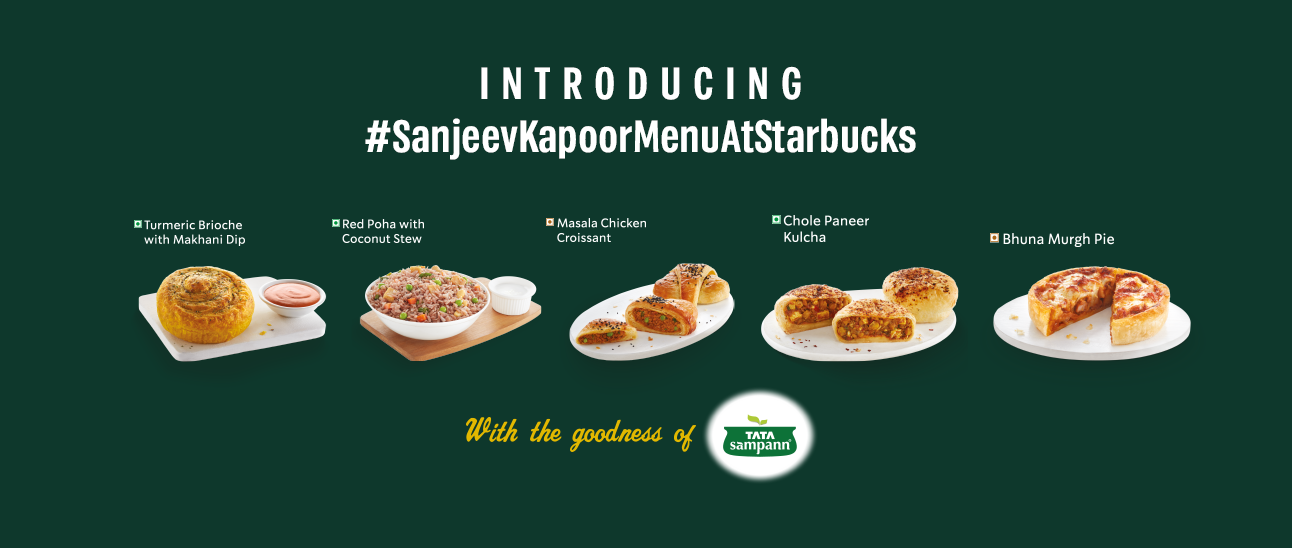 INTRODUCING
#SanjeevKapoorMenuAtStarbucks
Turmeric Brioche
with Makhani Dip
Red Poha with
Coconut Stew
Masala Chicken
Croissant
Chole Paneer
Kulcha
Bhuna Murgh Pie
With the goodness of
TATA
sampann